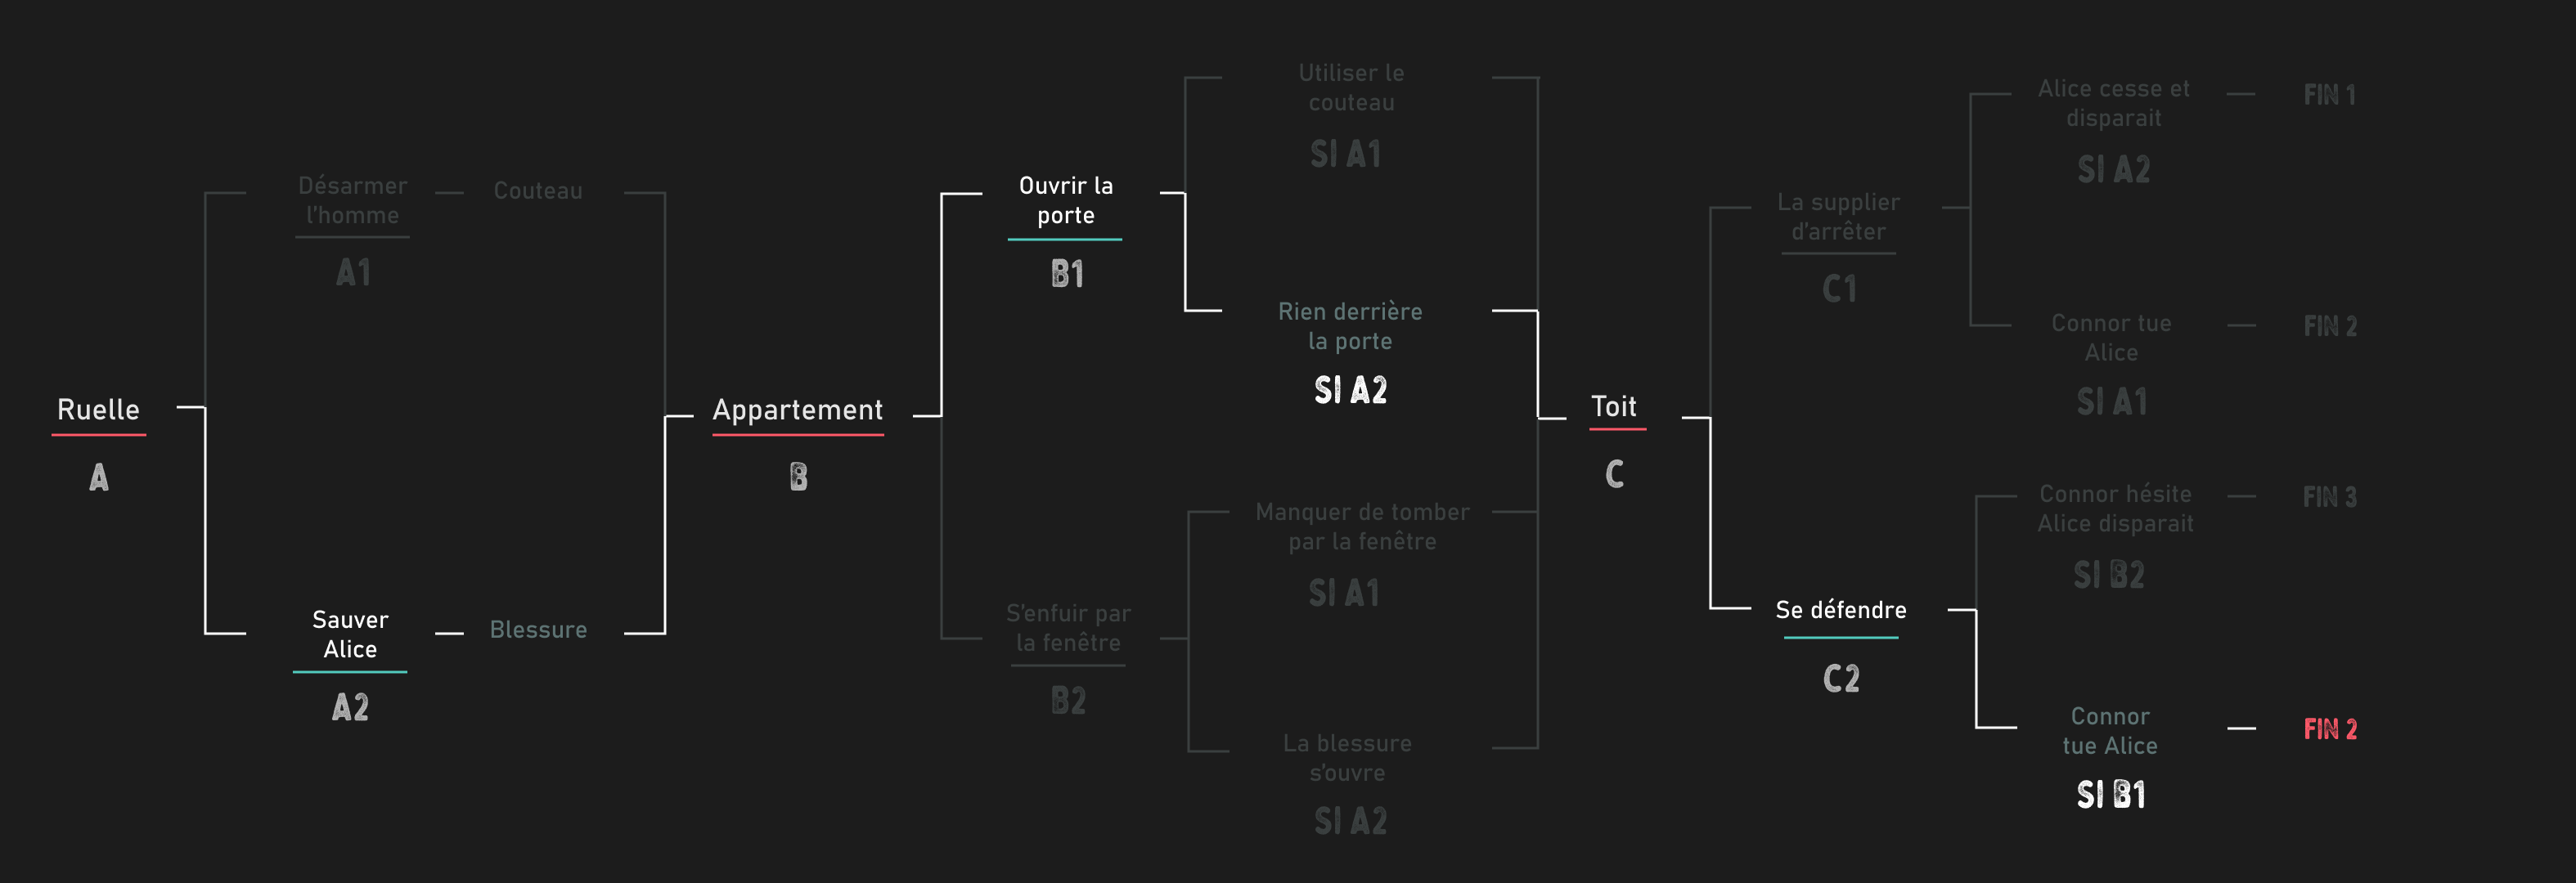 Ruelle
A
Désarmer
l'homme
A1
Couteau
Sauver
Alice
A2
Blessure
Appartement
B
Ouvrir la
porte
B1
Utiliser le
couteau
SI A1
Rien derrière
la porte
SI A2
S'enfuir par
la fenêtre
B2
Manquer de tomber
par la fenêtre
SI A1
La blessure
s'ouvre
SI A2
Toit
C
La supplier
d'arrêter
C1
Alice cesse et
disparait
SI A2
FIN 1
Connor tue
Alice
SI A1
FIN 2
Se défendre
C2
Connor hésite
Alice disparait
SI B2
FIN 3
Connor
tue Alice
SI B1
FIN 2